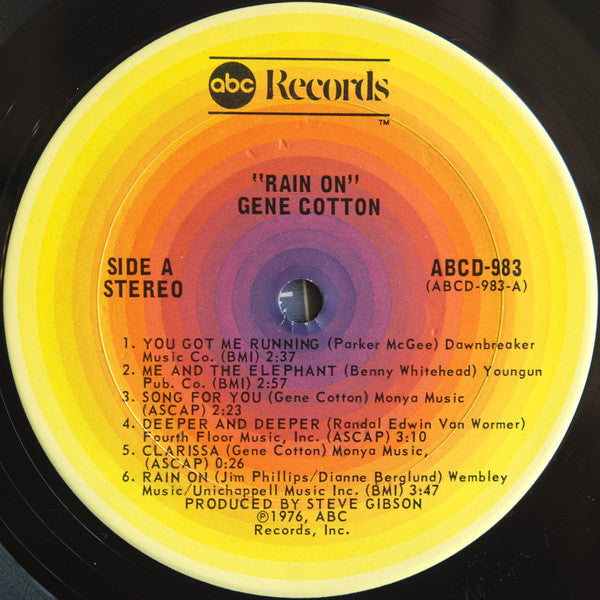 abc Records
TM
"RAIN ON"
GENE COTTON
SIDE A
STEREO
ABCD-983
(ABCD-983-A)
1. YOU GOT ME RUNNING (Parker McGee) Dawnbreaker
Music Co. (BMI) 2:37
2. ME AND THE ELEPHANT (Benny Whitehead) Youngun
Pub. Co. (BMI) 2:57
3. SONG FOR YOU (Gene Cotton) Monya Music
(ASCAP) 2:23
4. DEEPER AND DEEPER (Randal Edwin Van Wormer)
Fourth Floor Music, Inc. (ASCAP) 3:10
5. CLARISSA (Gene Cotton) Monya Music,
(ASCAP) 0:26
6. RAIN ON (Jim Phillips/Dianne Berglund) Wembley
Music/Unichappell Music Inc. (BMI) 3:47
PRODUCED BY STEVE GIBSON
℗1976, ABC
Records, Inc.